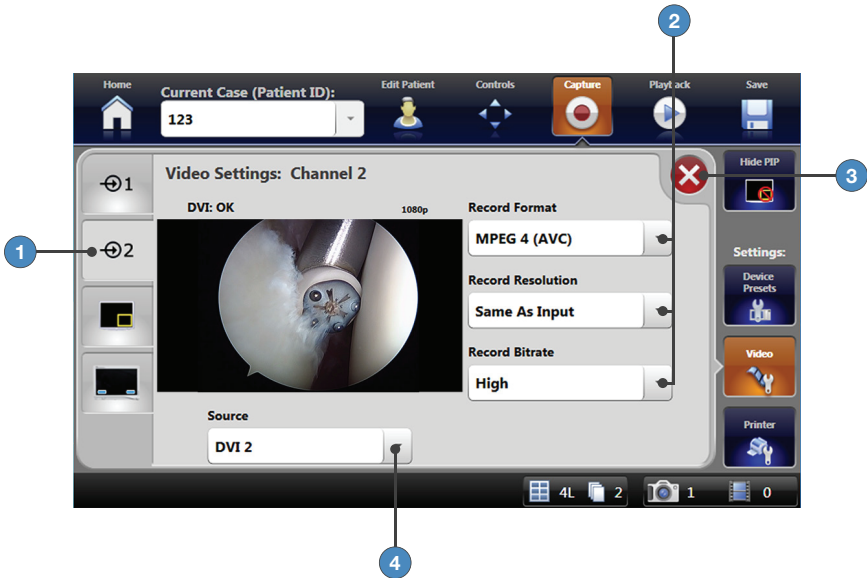 2
Home
Current Case (Patient ID):
Edit Patient
Controls
Capture
Playback
Save
123
Hide PIP
1
Video Settings: Channel 2
3
DVI: OK
1080p
Record Format
MPEG 4 (AVC)
1
2
Settings:
Device
Presets
Record Resolution
Same As Input
Record Bitrate
High
Video
Source
DVI 2
Printer
4L
2
1
0
4